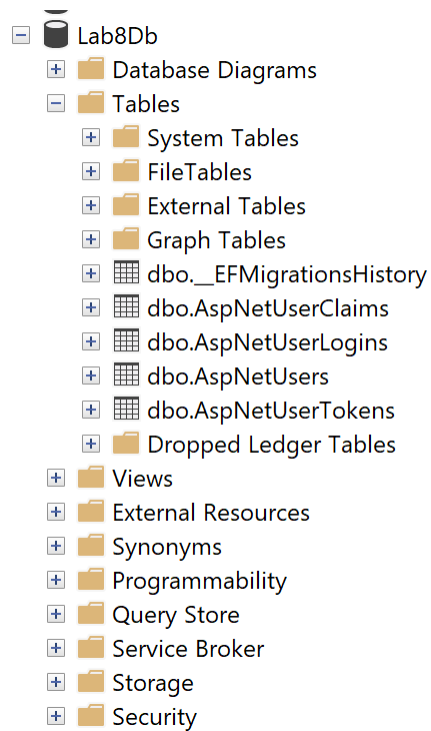 Lab8Db
Database Diagrams
Tables
System Tables
FileTables
External Tables
Graph Tables
dbo.__EFMigrationsHistory
dbo.AspNetUserClaims
dbo.AspNetUserLogins
dbo.AspNetUsers
dbo.AspNetUserTokens
Dropped Ledger Tables
Views
External Resources
Synonyms
Programmability
Query Store
Service Broker
Storage
Security